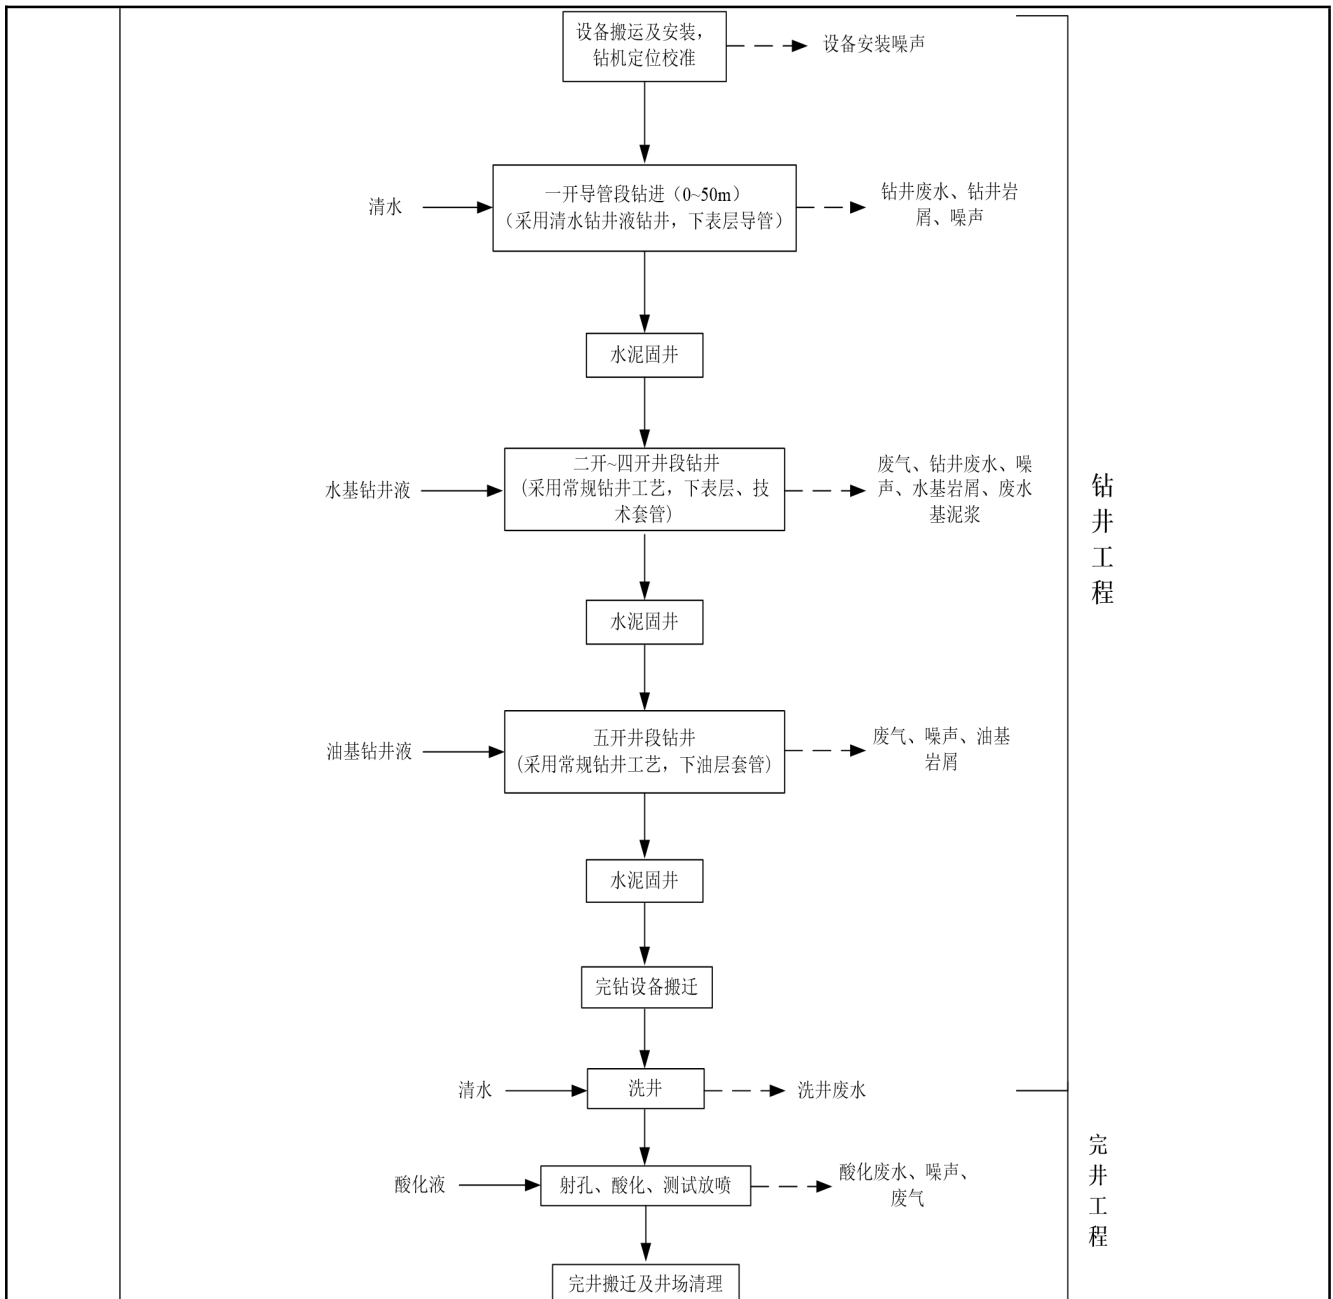 设备搬运及安装，
钻机定位校准
设备安装噪声
清水
一开导管段钻进（0~50m）
（采用清水钻井液钻井，下表层导管）
钻井废水、钻井岩
屑、噪声
水泥固井
水基钻井液
二开~四开井段钻井
(采用常规钻井工艺，下表层、技
术套管)
废气、钻井废水、噪
声、水基岩屑、废水
基泥浆
钻井工程
水泥固井
油基钻井液
五开井段钻井
(采用常规钻井工艺，下油层套管)
废气、噪声、油基
岩屑
水泥固井
完钻设备搬迁
清水
洗井
洗井废水
酸化液
射孔、酸化、测试放喷
酸化废水、噪声、
废气
完井工程
完井搬迁及井场清理